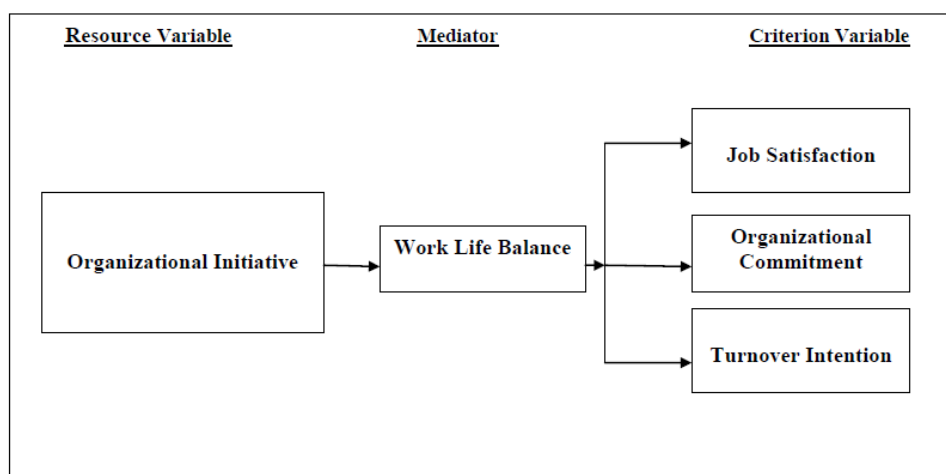 Resource Variable
Mediator
Criterion Variable
Job Satisfaction
Organizational Initiative
Work Life Balance
Organizational
Commitment
Turnover Intention